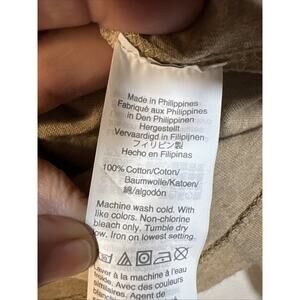 Made in Philippines
Fabriqué aux Philippines
in Den Philippinen
Hergestellt
Vervaardigd in Filipijnen
フィリピン製
Hecho en Filipinas
100% Cotton/Coton/
Baumwolle/Katoen/
綿/algodón
Machine wash cold. With
like colors. Non-chlorine
bleach only. Tumble dry
low. Iron on lowest setting.
Laver à la machine à l'eau
froide. Avec des couleurs
similaires. Agent de